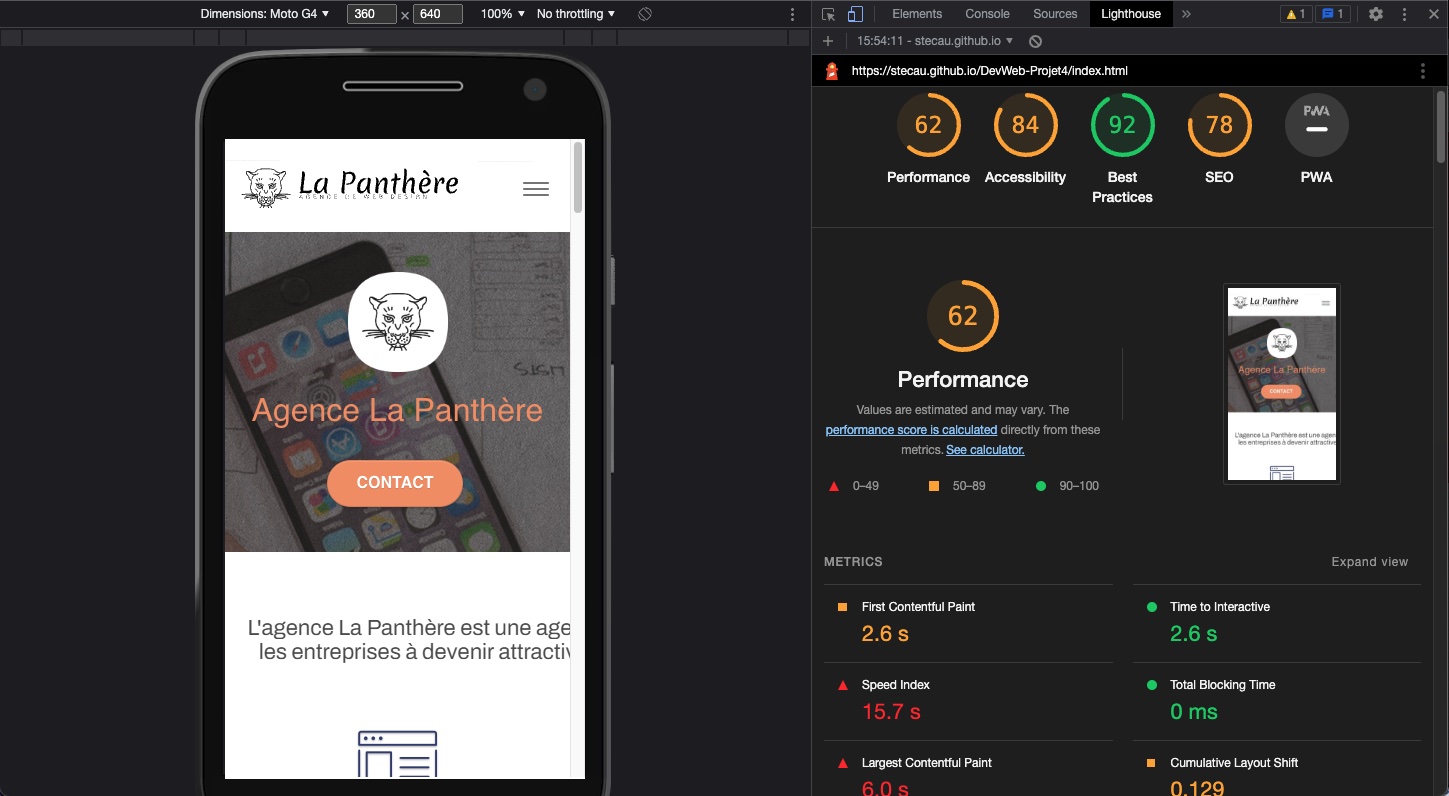 Dimensions: Moto G4 ▼ 360 × 640 100% ▼ No throttling ▼
Elements Console Sources Lighthouse » 1 1
+ 15:54:11 - stecau.github.io ▼
https://stecau.github.io/DevWeb-Projet4/index.html
62 84 92 78 PWA
Performance Accessibility Best Practices SEO PWA
La Panthère
AGENCE DE WEB DESIGN
Agence La Panthère
CONTACT
L'agence La Panthère est une age
les entreprises à devenir attractiv
62
Performance
Values are estimated and may vary. The
performance score is calculated directly from these
metrics. See calculator.
0–49 50–89 90–100
La Panthère
Agence La Panthère
CONTACT
L'agence La Panthère est une agen
les entreprises à devenir attractive
METRICS Expand view
First Contentful Paint
2.6 s
Time to Interactive
2.6 s
Speed Index
15.7 s
Total Blocking Time
0 ms
Largest Contentful Paint
6.0 s
Cumulative Layout Shift
0.129